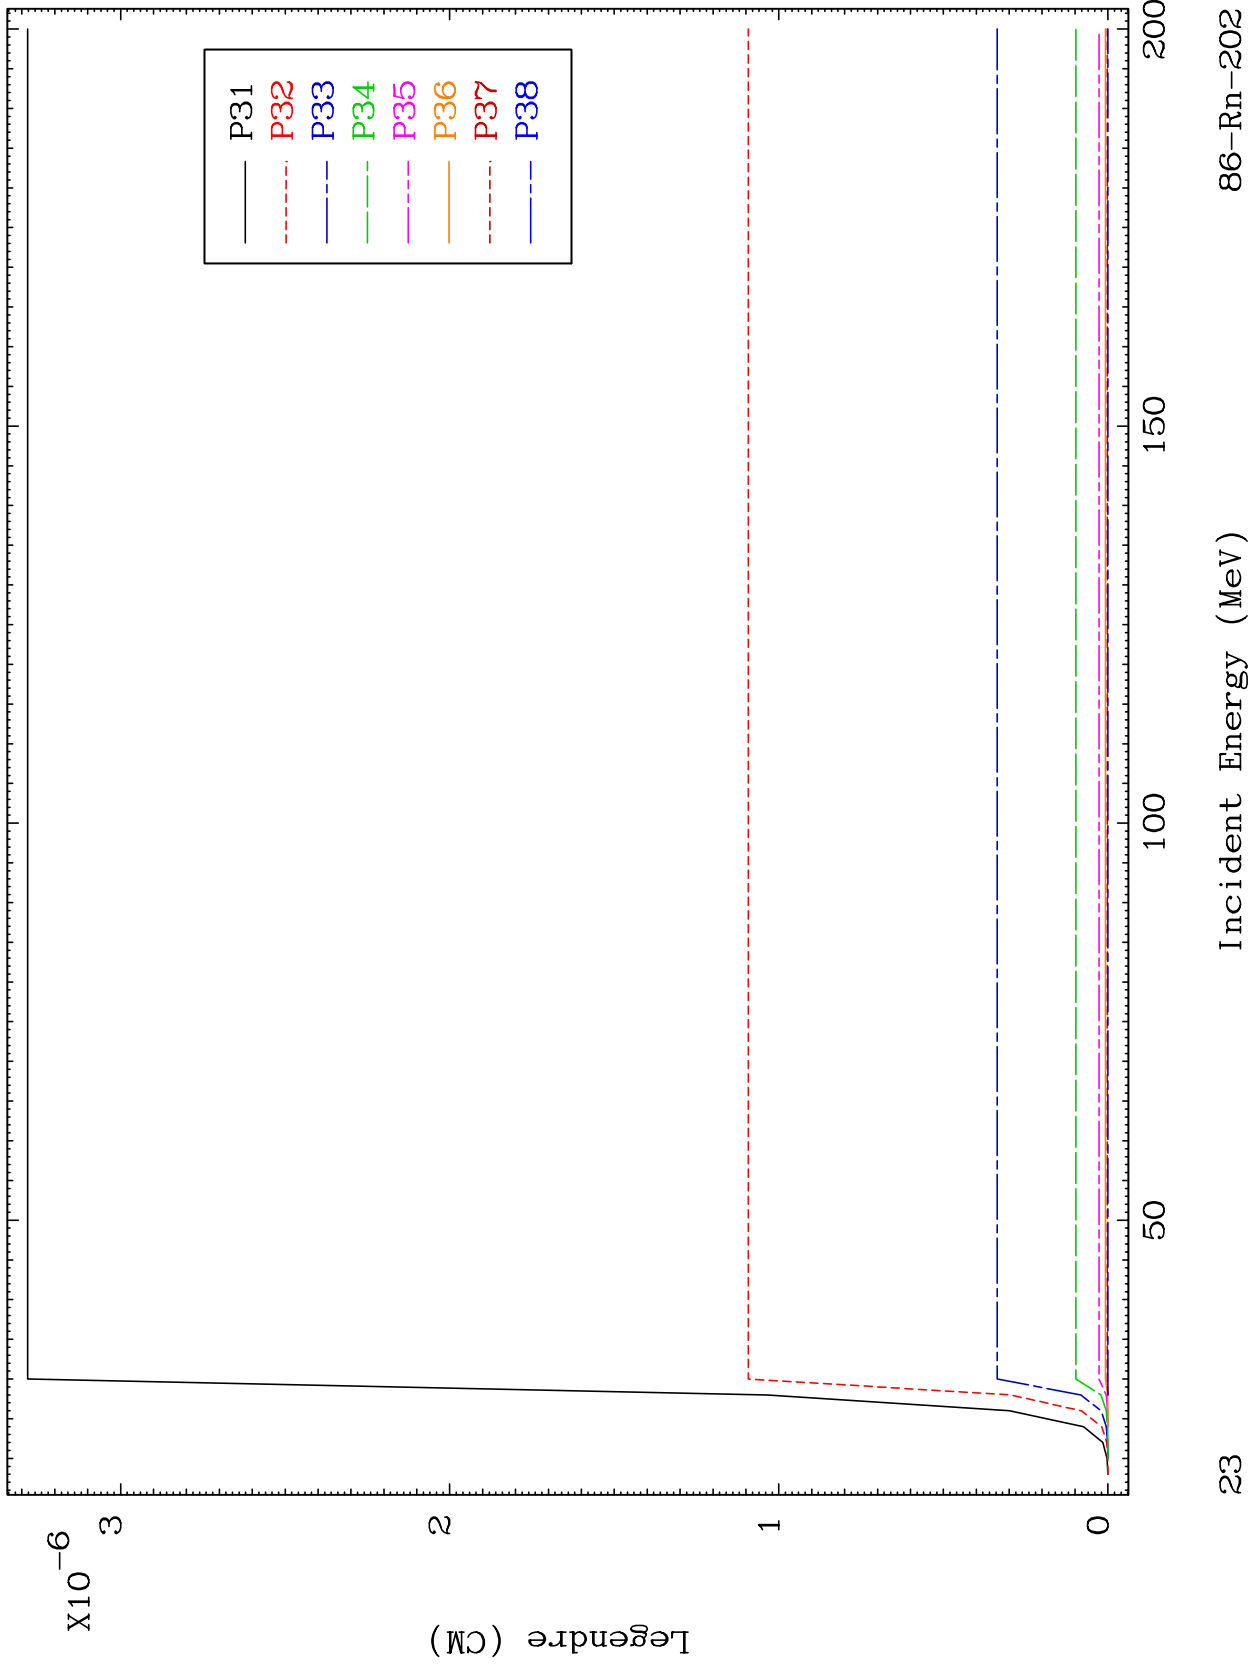 X10-6
3
2
1
0
Legendre (CM)
P31
P32
P33
P34
P35
P36
P37
P38
50
100
150
200
23
Incident Energy (MeV)
86-Rn-202